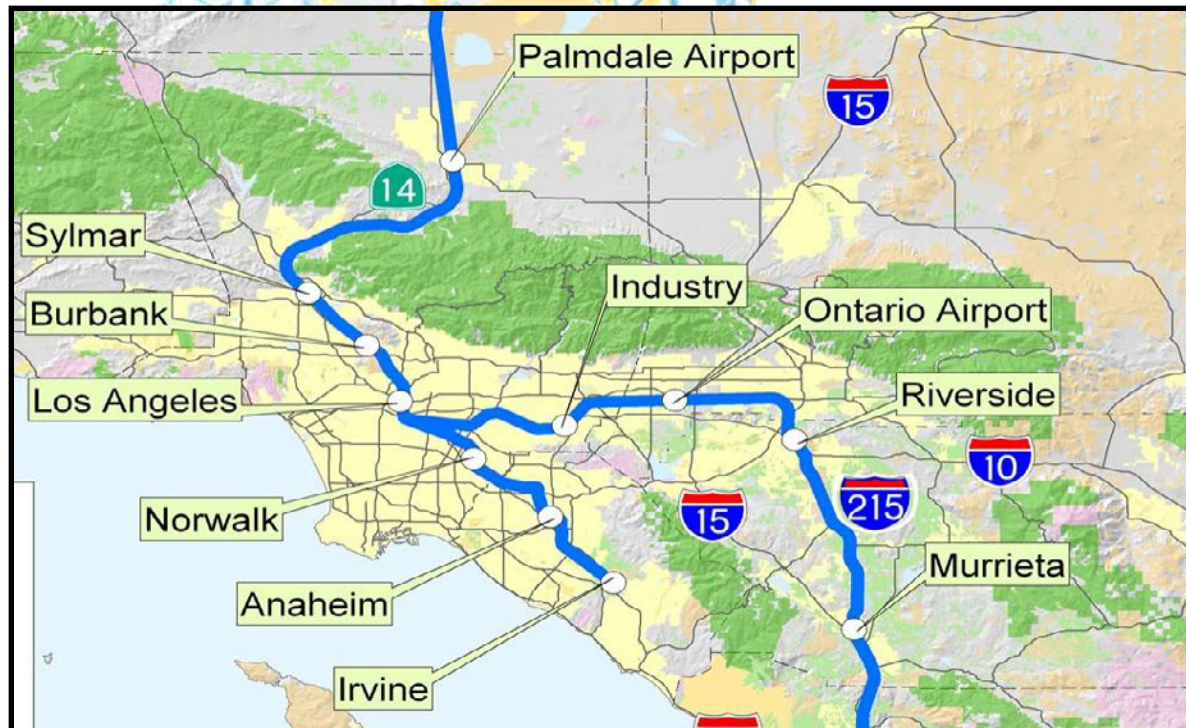 Palmdale Airport
15
14
Sylmar
Industry
Burbank
Ontario Airport
Los Angeles
Riverside
10
Norwalk
15
215
Murrieta
Anaheim
Irvine